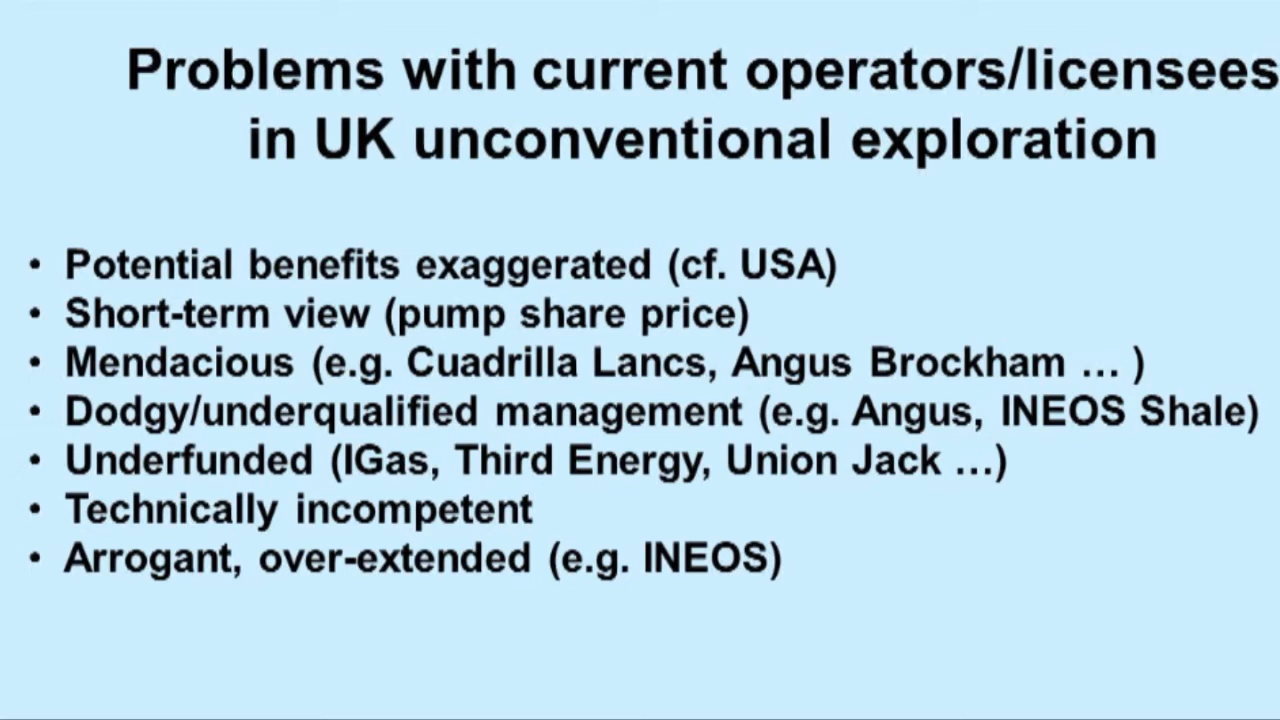 Problems with current operators/licensees
in UK unconventional exploration
• Potential benefits exaggerated (cf. USA)
• Short-term view (pump share price)
• Mendacious (e.g. Cuadrilla Lancs, Angus Brockham … )
• Dodgy/underqualified management (e.g. Angus, INEOS Shale)
• Underfunded (IGas, Third Energy, Union Jack …)
• Technically incompetent
• Arrogant, over-extended (e.g. INEOS)